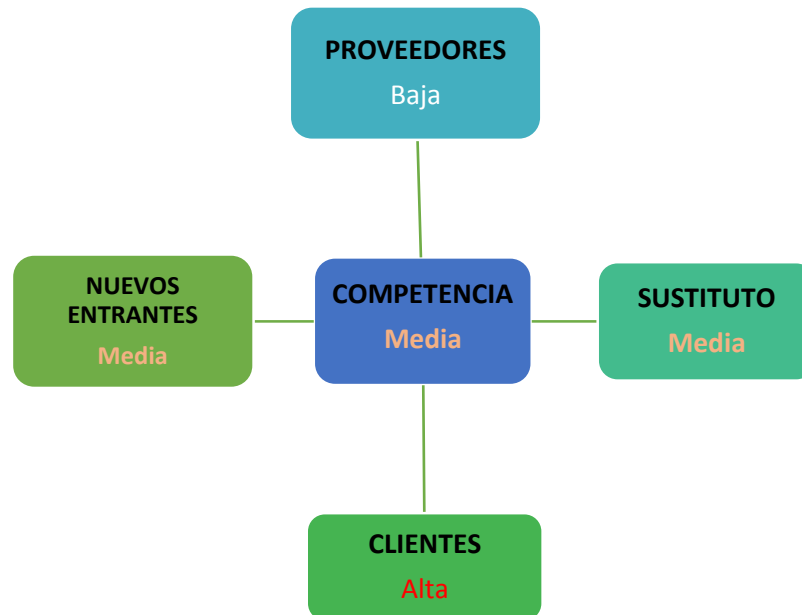 PROVEEDORES
Baja
NUEVOS
ENTRANTES
Media
COMPETENCIA
Media
SUSTITUTO
Media
CLIENTES
Alta